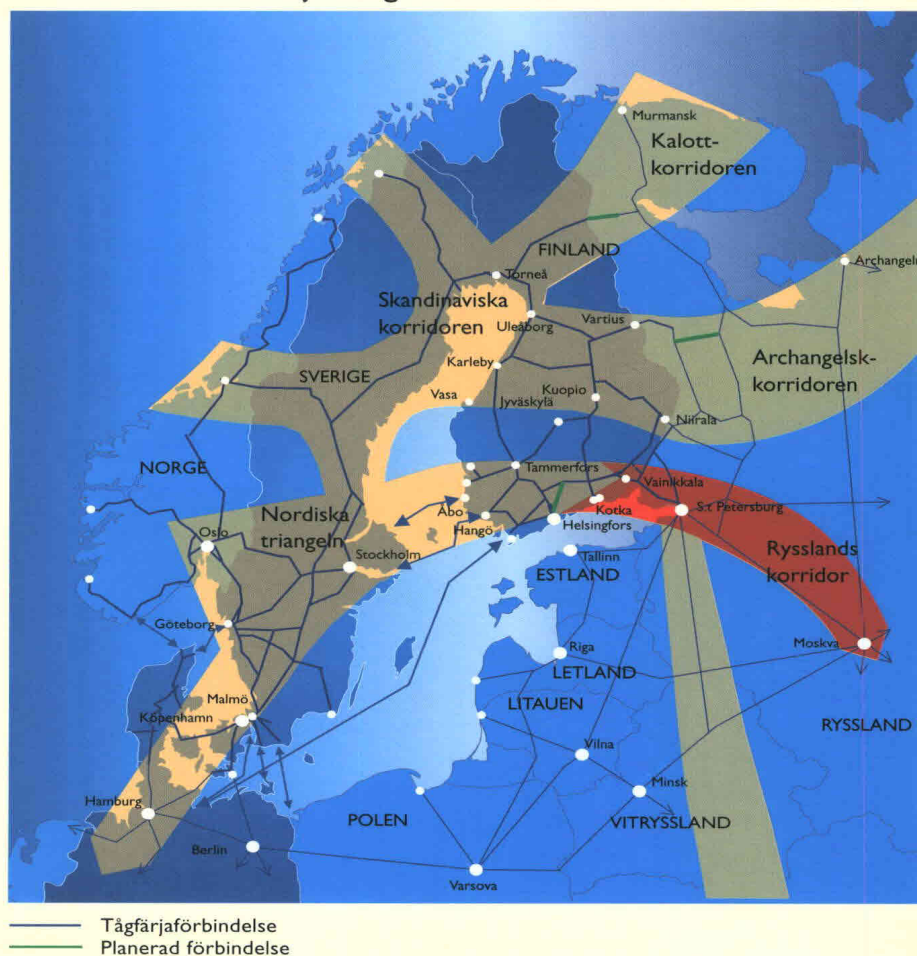 Murmansk
Kalott-
korridoren
FINLAND
Archangeln
Torneå
Skandinaviska
korridoren
Uleåborg
Vartius
Archangelsk-
korridoren
Karleby
SVERIGE
Kuopio
Vasa
Jyväskylä
Niirala
NORGE
Tammerfors
Vainikkala
Åbo
Kotka
S:t Petersburg
Nordiska
triangeln
Hangö
Helsingfors
Oslo
Stockholm
Tallinn
Rysslands
korridor
ESTLAND
Göteborg
Riga
Moskva
LETLAND
Malmö
LITAUEN
Köpenhamn
RYSSLAND
Vilna
Minsk
Hamburg
POLEN
VITRYSSLAND
Berlin
Varsova
Tågfärjaförbindelse
Planerad förbindelse